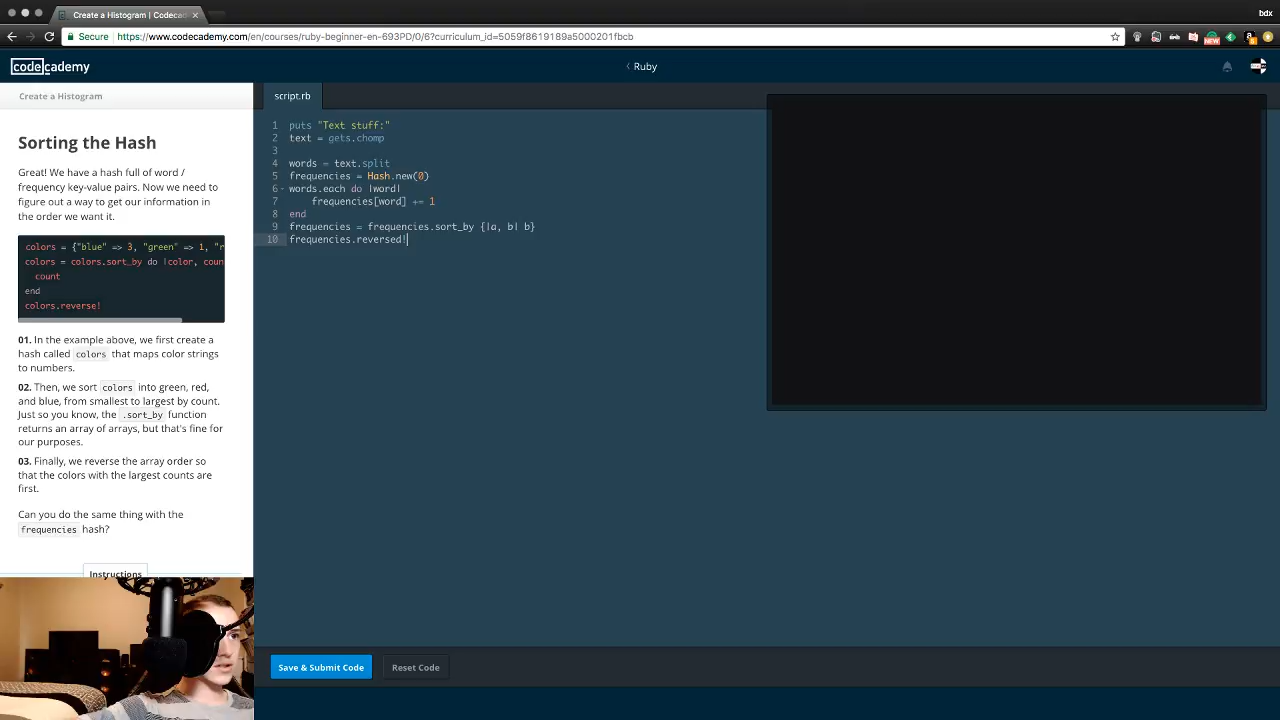 Create a Histogram | Codecad
bdx
Secure
https://www.codecademy.com/en/courses/ruby-beginner-en-693PD/0/6?curriculum_id=5059f8619189a5000201fbcb
NEW
codecademy
Ruby
Create a Histogram
script.rb
Sorting the Hash
Great! We have a hash full of word /
frequency key-value pairs. Now we need to
figure out a way to get our information in
the order we want it.
colors = {"blue" => 3, "green" => 1, "r
colors = colors.sort_by do |color, coun
count
end
colors.reverse!
01. In the example above, we first create a
hash called colors that maps color strings
to numbers.
02. Then, we sort colors into green, red,
and blue, from smallest to largest by count.
Just so you know, the .sort_by function
returns an array of arrays, but that's fine for
our purposes.
03. Finally, we reverse the array order so
that the colors with the largest counts are
first.
Can you do the same thing with the
frequencies hash?
Instructions
1 puts "Text stuff:"
2 text = gets.chomp
3
4 words = text.split
5 frequencies = Hash.new(0)
6 words.each do |word|
7 frequencies[word] += 1
8 end
9 frequencies = frequencies.sort_by {|a, b| b}
10 frequencies.reversed!
Save & Submit Code
Reset Code